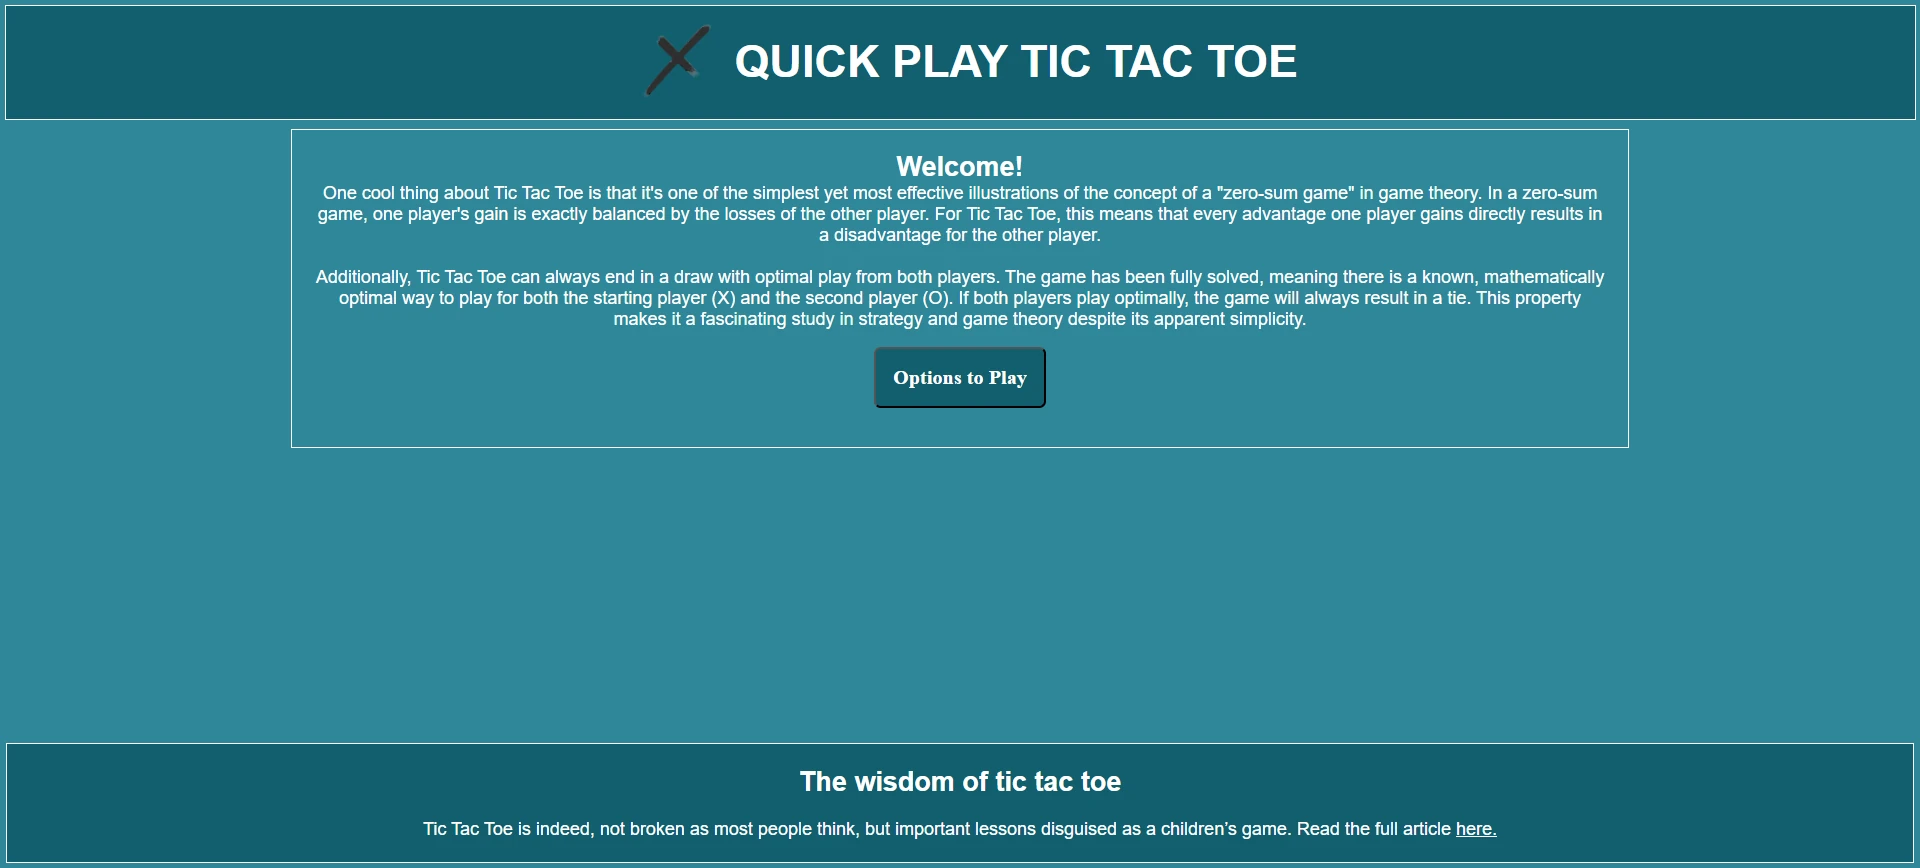 QUICK PLAY TIC TAC TOE
Welcome!
One cool thing about Tic Tac Toe is that it's one of the simplest yet most effective illustrations of the concept of a "zero-sum game" in game theory. In a zero-sum
game, one player's gain is exactly balanced by the losses of the other player. For Tic Tac Toe, this means that every advantage one player gains directly results in
a disadvantage for the other player.
Additionally, Tic Tac Toe can always end in a draw with optimal play from both players. The game has been fully solved, meaning there is a known, mathematically
optimal way to play for both the starting player (X) and the second player (O). If both players play optimally, the game will always result in a tie. This property
makes it a fascinating study in strategy and game theory despite its apparent simplicity.
Options to Play
The wisdom of tic tac toe
Tic Tac Toe is indeed, not broken as most people think, but important lessons disguised as a children’s game. Read the full article here.